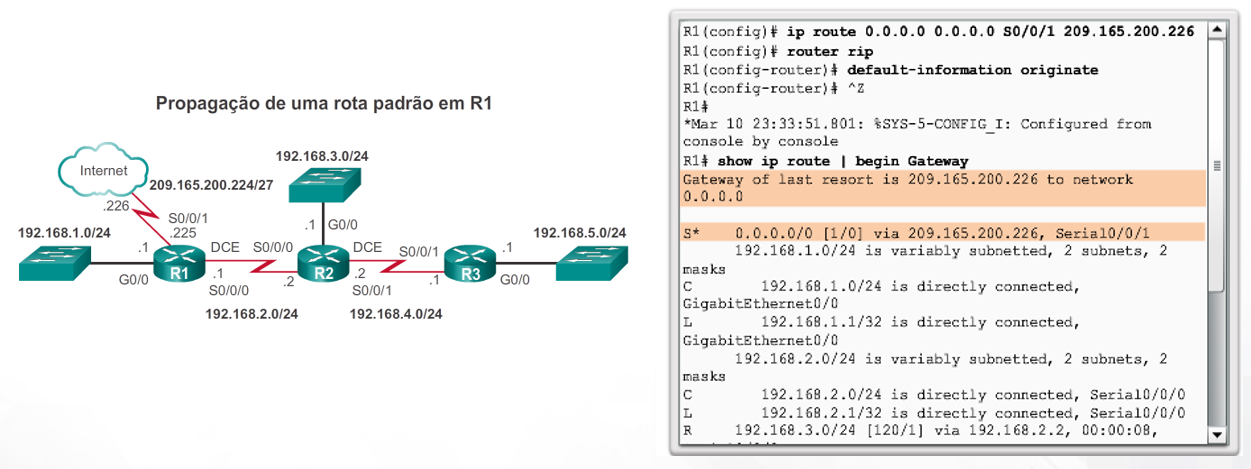 Propagação de uma rota padrão em R1
Internet
209.165.200.224/27
192.168.3.0/24
.226
S0/0/1
.225
.1
G0/0
192.168.1.0/24
192.168.5.0/24
.1
DCE
S0/0/0
DCE
S0/0/1
.1
R1
R2
R3
G0/0
.1
.2
.2
.1
G0/0
S0/0/0
S0/0/1
192.168.2.0/24
192.168.4.0/24
R1(config)# ip route 0.0.0.0 0.0.0.0 S0/0/1 209.165.200.226
R1(config)# router rip
R1(config-router)# default-information originate
R1(config-router)# ^Z
R1#
*Mar 10 23:33:51.801: %SYS-5-CONFIG_I: Configured from
console by console
R1# show ip route | begin Gateway
Gateway of last resort is 209.165.200.226 to network
0.0.0.0
S* 0.0.0.0/0 [1/0] via 209.165.200.226, Serial0/0/1
192.168.1.0/24 is variably subnetted, 2 subnets, 2
masks
C 192.168.1.0/24 is directly connected,
GigabitEthernet0/0
L 192.168.1.1/32 is directly connected,
GigabitEthernet0/0
192.168.2.0/24 is variably subnetted, 2 subnets, 2
masks
C 192.168.2.0/24 is directly connected, Serial0/0/0
L 192.168.2.1/32 is directly connected, Serial0/0/0
R 192.168.3.0/24 [120/1] via 192.168.2.2, 00:00:08,